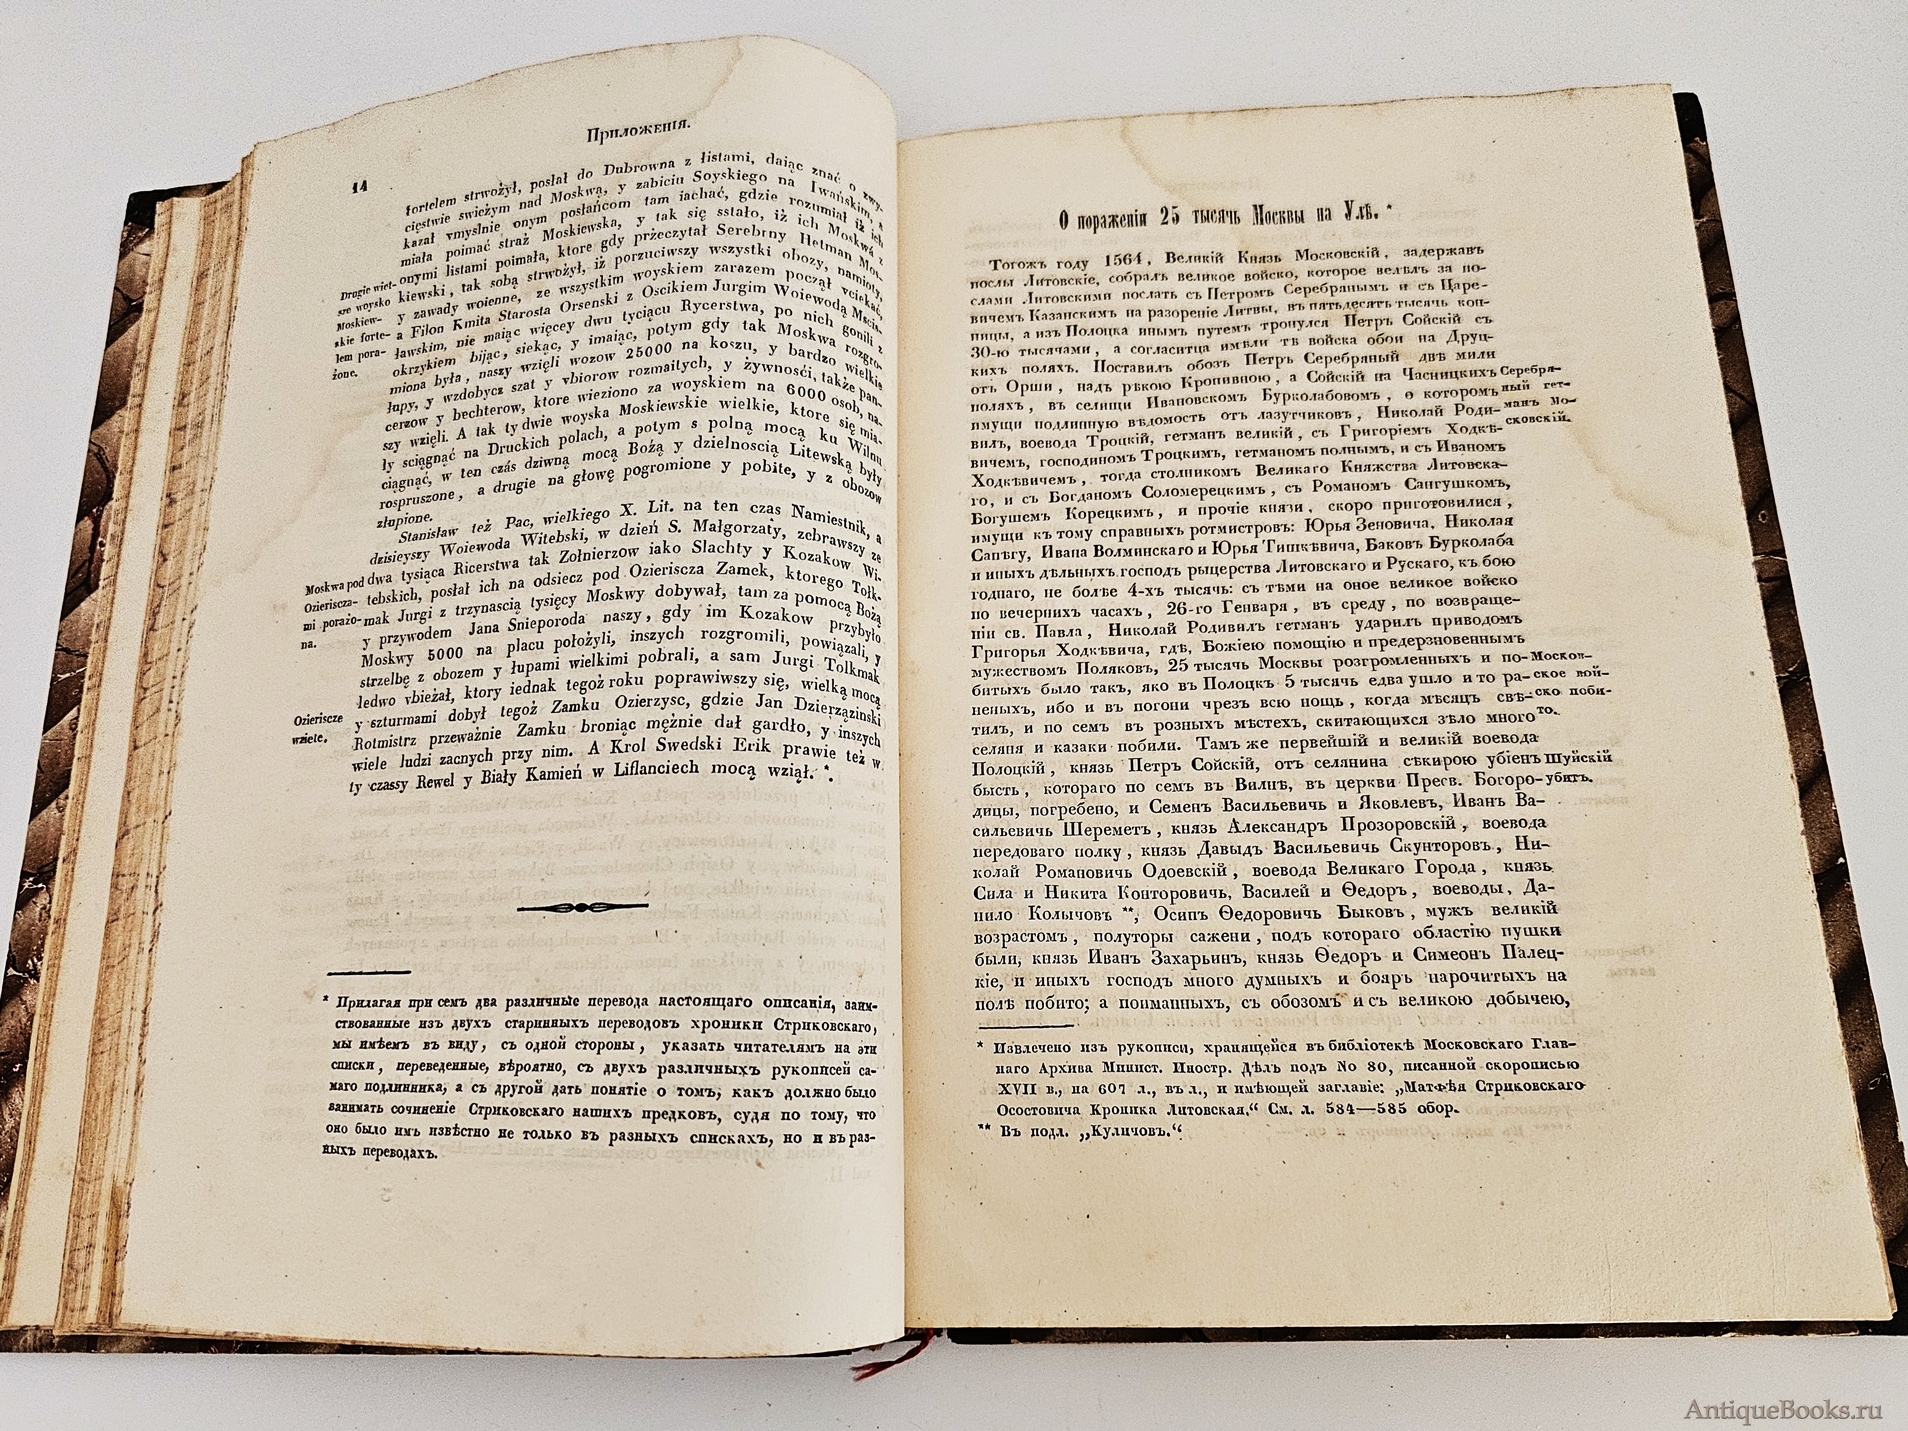 Приложенія.
14
fortelem strwożył, posłał do Dubrowna z listami, daiąc znać o zwy-
cięstwie swieżym nad Moskwą, y zabiciu Soyskiego na Iwańskim, a
kazał vmyslnie onym posłańcom tam iachać, gdzie rozumiał iż ich
miała poimać straż Moskiewska, y tak się sstało, iż ich Moskwa z
onymi listami poimała, ktore gdy przeczytał Serebrny Hetman Mos-
kiewski, tak sobą strwożył, iż porzuciwszy wszystki obozy, namioty,
y zawady woienne, ze wszystkim woyskiem zarazem począł vciekać,
a Filon Kmita Starosta Orsenski z Oscikiem Jurgim Woiewodą Mscis-
ławskim, nie maiąc więcey dwu tyciącu Rycerstwa, po nich gonili z
okrzykiem bijąc, siekąc, y imaiąc, potym gdy tak Moskwa rozgro-
miona była, naszy wzięli wozow 25000 na koszu, y bardzo wielkie
łupy, y wzdobycz szat y vbiorow rozmaitych, y żywnośći, także pan-
cerzow y bechterow, ktore wieziono za woyskiem na 6000 osob, na-
szy wzięli. A tak ty dwie woyska Moskiewskie wielkie, ktore się mia-
ły sciągnąć na Druckich polach, a potym s polną mocą ku Wilnu
ciągnąć, w ten czás dziwną mocą Bożą y dzielnoscią Litewską były
rospruszone, a drugie na głowę pogromione y pobite, y z obozow
złupione.
Drugie wiet-
sze woysko
Moskiew-
skie forte-
lem pora-
żone.
Stanisław też Pac, wielkiego X. Lit. na ten czas Namiestnik, a
dzisieyszy Woiewoda Witebski, w dzień S. Małgorzaty, zebrawszy ze
dwa tysiąca Ricerstwa tak Zołnierzow iako Slachty y Kozakow Wi-
tebskich, posłał ich na odsiecz pod Ozieriscza Zamek, ktorego Tołk-
mak Jurgi z trzynascią tysięcy Moskwy dobywał, tam za pomocą Bożą
y przywodem Jana Snieporoda naszy, gdy im Kozakow przybyło
Moskwy 5000 na placu położyli, inszych rozgromili, powiązali, y
strzelbę z obozem y łupami wielkimi pobrali, a sam Jurgi Tolkmak
ledwo vbieżał, ktory iednak tegoż roku poprawiwszy się, wielką mocą
y szturmami dobył tegoż Zamku Ozierzysc, gdzie Jan Dzierzązinski
Rotmistrz przeważnie Zamku broniąc mężnie dał gardło, y inszych
wiele ludzi zacnych przy nim. A Krol Swedski Erik prawie też w
ty czassy Rewel y Biały Kamień w Liflanciech mocą wziął. *.
Moskwa pod
Ozieriscza-
mi porażo-
na.
Ozieriscze
wziete.
* Прилагая при семъ два различные перевода настоящаго описанія, заим-
ствованные изъ двухъ старинныхъ переводовъ хроники Стриковскаго,
мы имѣемъ въ виду, съ одной стороны, указать читателямъ на эти
списки, переведенные, вѣроятно, съ двухъ различныхъ рукописей са-
маго подлинника, а съ другой дать понятіе о томъ, какъ должно было
занимать сочиненіе Стриковскаго нашихъ предковъ, судя по тому, что
оно было имъ извѣстно не только въ разныхъ спискахъ, но и въ раз-
ныхъ переводахъ.
О пораженіи 25 тысячь Москвы на Улѣ. *
Тогожъ году 1564, Великій Князь Московскій, задержавъ
послы Литовскіе, собралъ великое войско, которое велѣлъ за по-
слами Литовскими послать съ Петромъ Серебрянымъ и съ Царе-
вичемъ Казанскимъ на разореніе Литвы, въ пятьдесятъ тысячь кон-
ницы, а изъ Полоцка инымъ путемъ тронулся Петръ Сойскій съ
30-ю тысячами, а согласитца имѣли тѣ войска обои на Друц-
кихъ поляхъ. Поставилъ обозъ Петръ Серебряный двѣ мили
отъ Орши, надъ рѣкою Кропивною, а Сойскій на Часницкихъ
поляхъ, въ селищи Ивановскомъ Бурколабовомъ, о которомъ
имущи подлинную вѣдомость отъ лазутчиковъ, Николай Роди-
вилъ, воевода Троцкій, гетманъ великій, съ Григоріемъ Ходкѣ-
вичемъ, господиномъ Троцкимъ, гетманомъ полнымъ, и съ Иваномъ
Ходкѣвичемъ, тогда столникомъ Великаго Княжства Литовска-
го, и съ Богданомъ Соломерецкимъ, съ Романомъ Сангушкомъ,
Богушемъ Корецкимъ, и прочіе князи, скоро приготовилися,
имущи къ тому справныхъ ротмистровъ: Юрья Зеновича, Николая
Сапѣгу, Ивана Волминскаго и Юрья Тишкѣвича, Баковъ Бурколаба
и иныхъ дѣльныхъ господъ рыцерства Литовскаго и Рускаго, къ бою
годнаго, не болѣе 4-хъ тысячь: съ тѣми на оное великое войско
по вечернихъ часахъ, 26-го Генваря, въ среду, по возвраще-
ніи св. Павла, Николай Родивилъ гетманъ ударилъ приводомъ
Григорья Ходкѣвича, гдѣ, Божіею помощію и предерзновеннымъ
мужествомъ Поляковъ, 25 тысячь Москвы розгромленныхъ и по-
битыхъ было такъ, яко въ Полоцкъ 5 тысячь едва ушло и то ра-
неныхъ, ибо и въ погони чрезъ всю нощь, когда мѣсяцъ свѣ-
тилъ, и по семъ въ розныхъ мѣстехъ, скитающихся зѣло много
селяня и казаки побили. Тамъ же первейшій и великій воевода
Полоцкій, князь Петръ Сойскій, отъ селянина сѣкирою убіенъ
бысть, котораго по семъ въ Вилнѣ, въ церкви Пресв. Богоро-
дицы, погребено, и Семенъ Васильевичь и Яковлевъ, Иванъ Ва-
сильевичь Шереметъ, князь Александръ Прозоровскій, воевода
передоваго полку, князь Давыдъ Васильевичь Скунторовъ, Ни-
колай Романовичь Одоевскій, воевода Великаго Города, князь
Сила и Никита Конторовичь, Василей и Ѳедоръ, воеводы, Да-
нило Колычовъ **, Осипъ Ѳедоровичь Быковъ, мужъ великій
возрастомъ, полуторы сажени, подъ котораго областію пушки
были, князь Иванъ Захарьинъ, князь Ѳедоръ и Симеонъ Палец-
кіе, и иныхъ господъ много думныхъ и бояръ нарочитыхъ на
полѣ побито; а поиманныхъ, съ обозомъ и съ великою добычею,
Серебря-
ный гет-
манъ Мо-
сковскій.
Москов-
ское вой-
ско поби-
то.
Шуйскій
убитъ.
* Извлечено изъ рукописи, хранящейся въ библіотекѣ Московскаго Глав-
наго Архива Минист. Иностр. Дѣлъ подъ No 80, писанной скорописью
XVII в., на 607 л., въ л., и имѣющей заглавіе: „Матѳѣя Стриковскаго
Осостовича Кроника Литовская.“ См. л. 584—585 обор.
** Въ подл. „Куличовъ.“
AntiqueBooks.ru